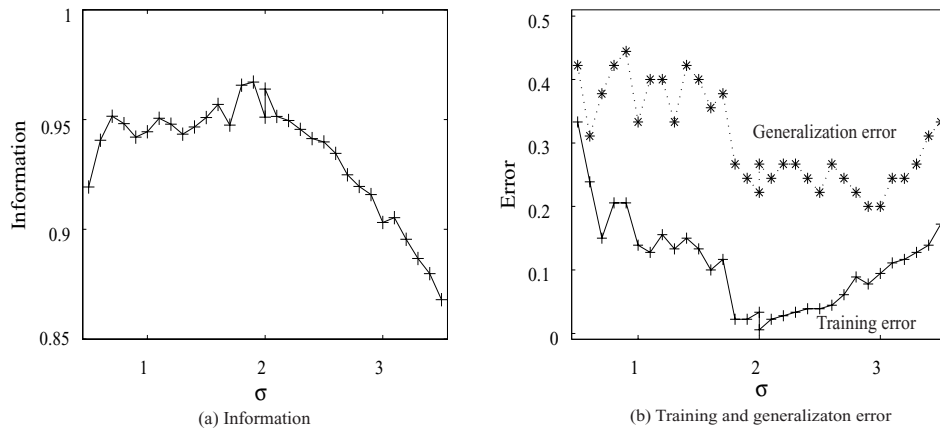 1
0.95
0.9
0.85
Information
1
2
3
σ
(a) Information
0.5
0.4
0.3
0.2
0.1
0
Error
Generalization error
Training error
1
2
3
σ
(b) Training and generalizaton error